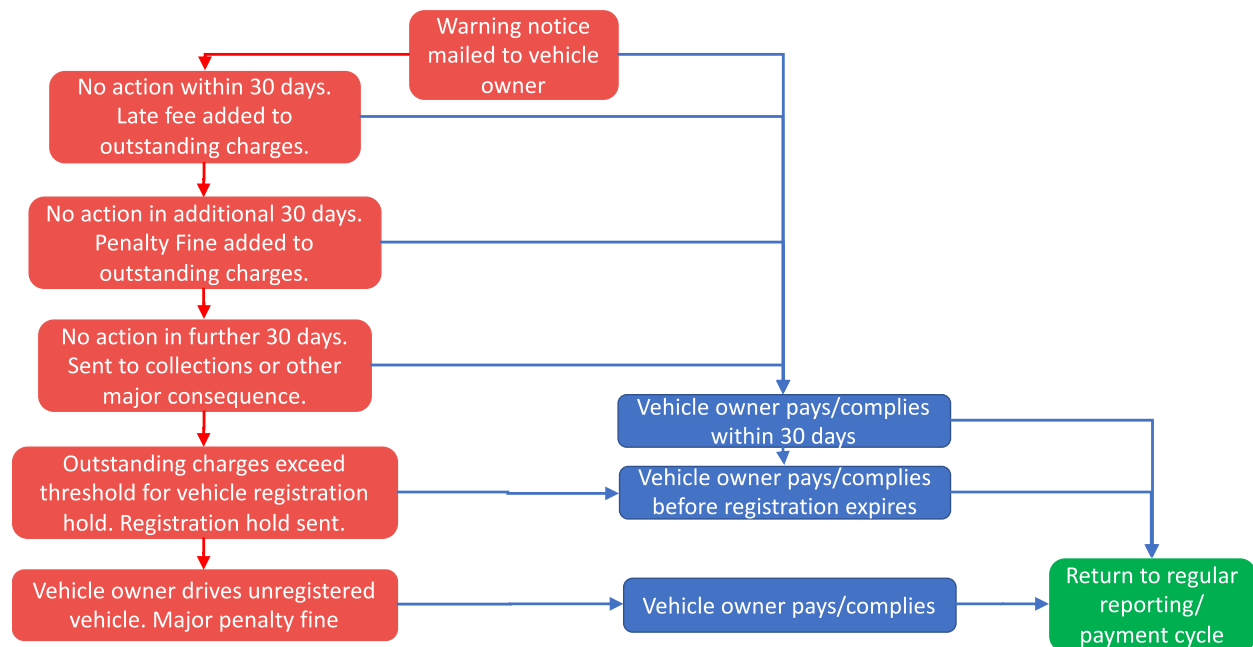 Warning notice
mailed to vehicle
owner
No action within 30 days.
Late fee added to
outstanding charges.
No action in additional 30 days.
Penalty Fine added to
outstanding charges.
No action in further 30 days.
Sent to collections or other
major consequence.
Vehicle owner pays/complies
within 30 days
Outstanding charges exceed
threshold for vehicle registration
hold. Registration hold sent.
Vehicle owner pays/complies
before registration expires
Vehicle owner drives unregistered
vehicle. Major penalty fine
Vehicle owner pays/complies
Return to regular
reporting/
payment cycle